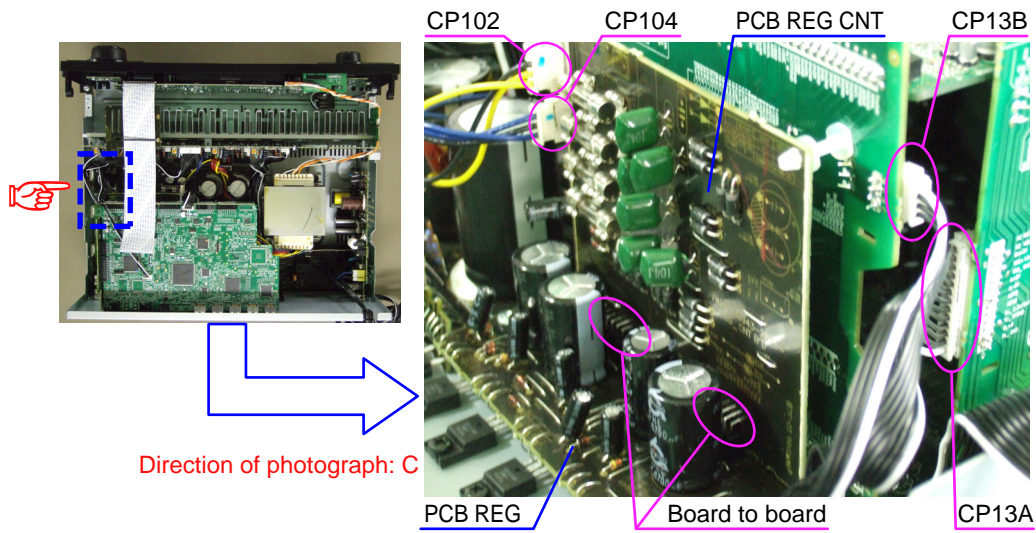 CP102 CP104 PCB REG CNT CP13B
Direction of photograph: C
PCB REG Board to board CP13A